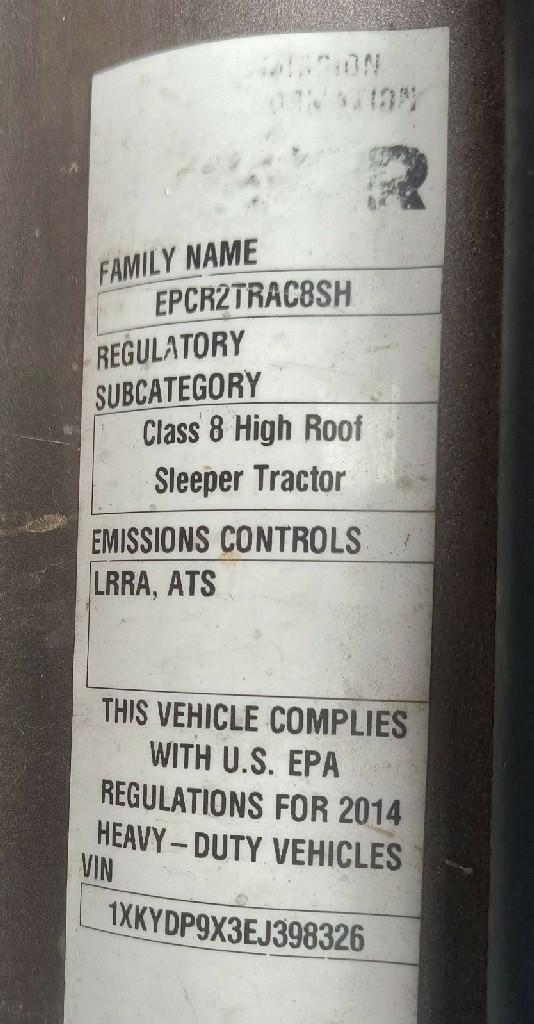 R
FAMILY NAME
EPCR2TRAC8SH
REGULATORY
SUBCATEGORY
Class 8 High Roof
Sleeper Tractor
EMISSIONS CONTROLS
LRRA, ATS
THIS VEHICLE COMPLIES
WITH U.S. EPA
REGULATIONS FOR 2014
HEAVY-DUTY VEHICLES
VIN
1XKYDP9X3EJ398326